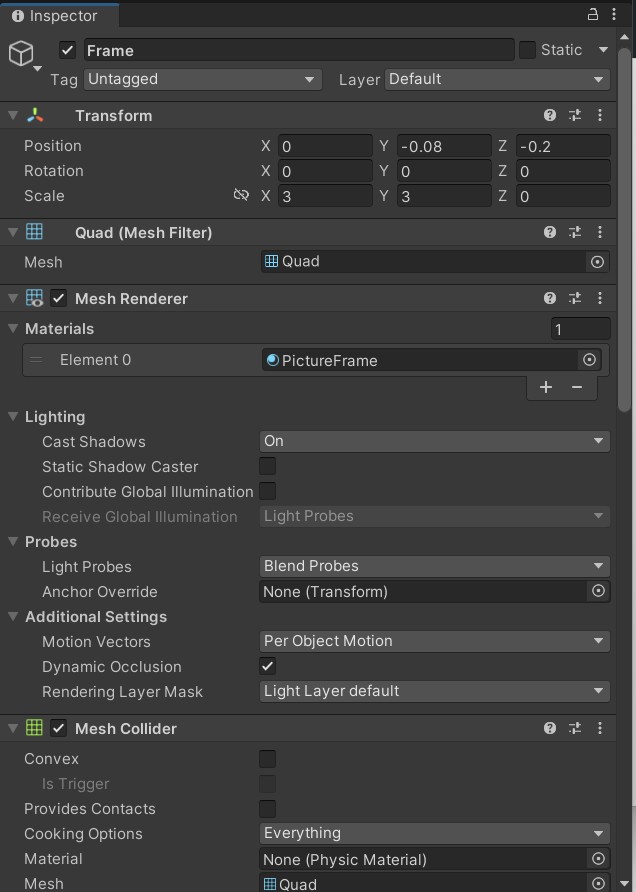 Inspector
Frame
Static
Tag Untagged Layer Default
Transform
Position X 0 Y -0.08 Z -0.2
Rotation X 0 Y 0 Z 0
Scale X 3 Y 3 Z 0
Quad (Mesh Filter)
Mesh Quad
Mesh Renderer
Materials 1
Element 0 PictureFrame
Lighting
Cast Shadows On
Static Shadow Caster
Contribute Global Illumination
Receive Global Illumination Light Probes
Probes
Light Probes Blend Probes
Anchor Override None (Transform)
Additional Settings
Motion Vectors Per Object Motion
Dynamic Occlusion
Rendering Layer Mask Light Layer default
Mesh Collider
Convex
Is Trigger
Provides Contacts
Cooking Options Everything
Material None (Physic Material)
Mesh Quad